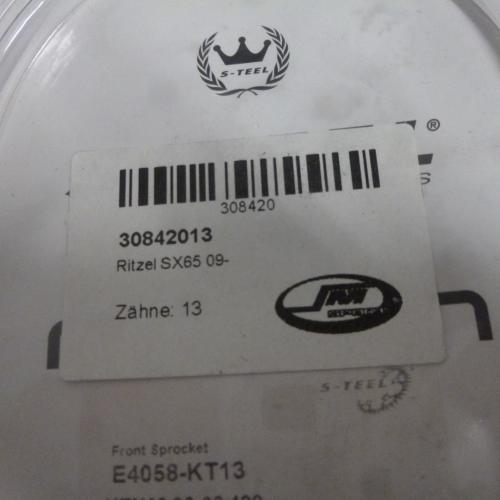 S-TEEL
®
S
308420
30842013
Ritzel SX65 09-
Zähne: 13
S-TEEL
Front Sprocket
E4058-KT13